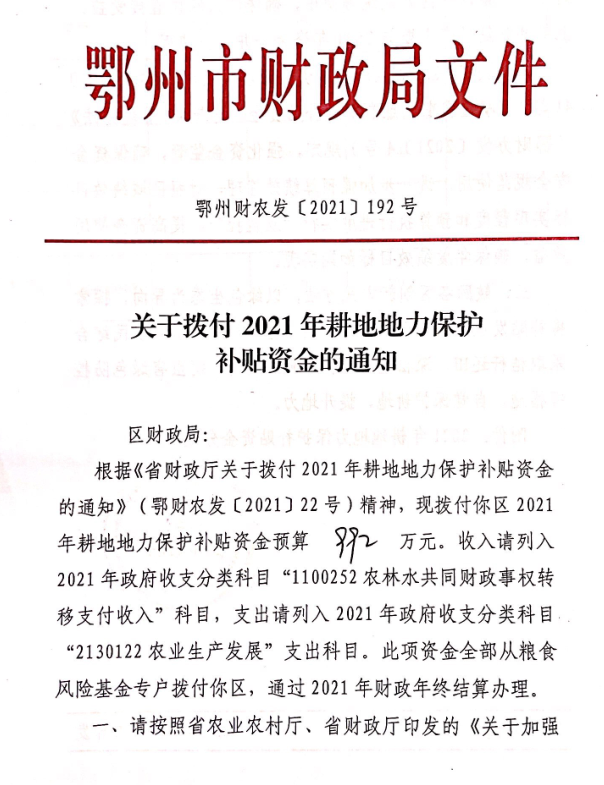 鄂州市财政局文件
鄂州财农发〔2021〕192号
关于拨付2021年耕地地力保护
补贴资金的通知
区财政局：
根据《省财政厅关于拨付2021年耕地地力保护补贴资金
的通知》（鄂财农发〔2021〕22号）精神，现拨付你区2021
年耕地地力保护补贴资金预算 992 万元。收入请列入
2021年政府收支分类科目“1100252农林水共同财政事权转
移支付收入”科目，支出请列入2021年政府收支分类科目
“2130122农业生产发展”支出科目。此项资金全部从粮食
风险基金专户拨付你区，通过2021年财政年终结算办理。
一、请按照省农业农村厅、省财政厅印发的《关于加强